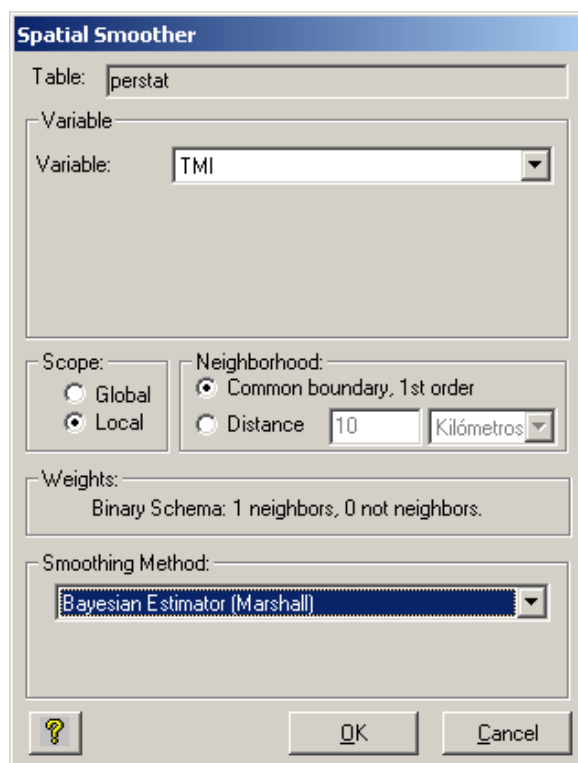 Spatial Smoother
Table: perstat
Variable
Variable: TMI
Scope:
Global
Local
Neighborhood:
Common boundary, 1st order
Distance 10 Kilómetros
Weights:
Binary Schema: 1 neighbors, 0 not neighbors.
Smoothing Method:
Bayesian Estimator (Marshall)
? OK Cancel